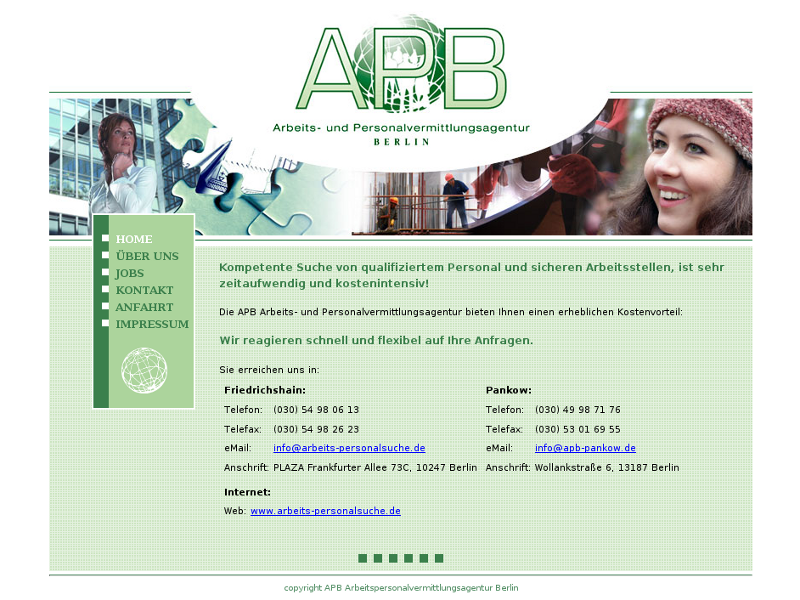 APB
Arbeits- und Personalvermittlungsagentur
BERLIN
HOME
ÜBER UNS
JOBS
KONTAKT
ANFAHRT
IMPRESSUM
Kompetente Suche von qualifiziertem Personal und sicheren Arbeitsstellen, ist sehr
zeitaufwendig und kostenintensiv!
Die APB Arbeits- und Personalvermittlungsagentur bieten Ihnen einen erheblichen Kostenvorteil:
Wir reagieren schnell und flexibel auf Ihre Anfragen.
Sie erreichen uns in:
Friedrichshain:
Telefon: (030) 54 98 06 13
Telefax: (030) 54 98 26 23
eMail: info@arbeits-personalsuche.de
Anschrift: PLAZA Frankfurter Allee 73C, 10247 Berlin
Pankow:
Telefon: (030) 49 98 71 76
Telefax: (030) 53 01 69 55
eMail: info@apb-pankow.de
Anschrift: Wollankstraße 6, 13187 Berlin
Internet:
Web: www.arbeits-personalsuche.de
copyright APB Arbeitspersonalvermittlungsagentur Berlin